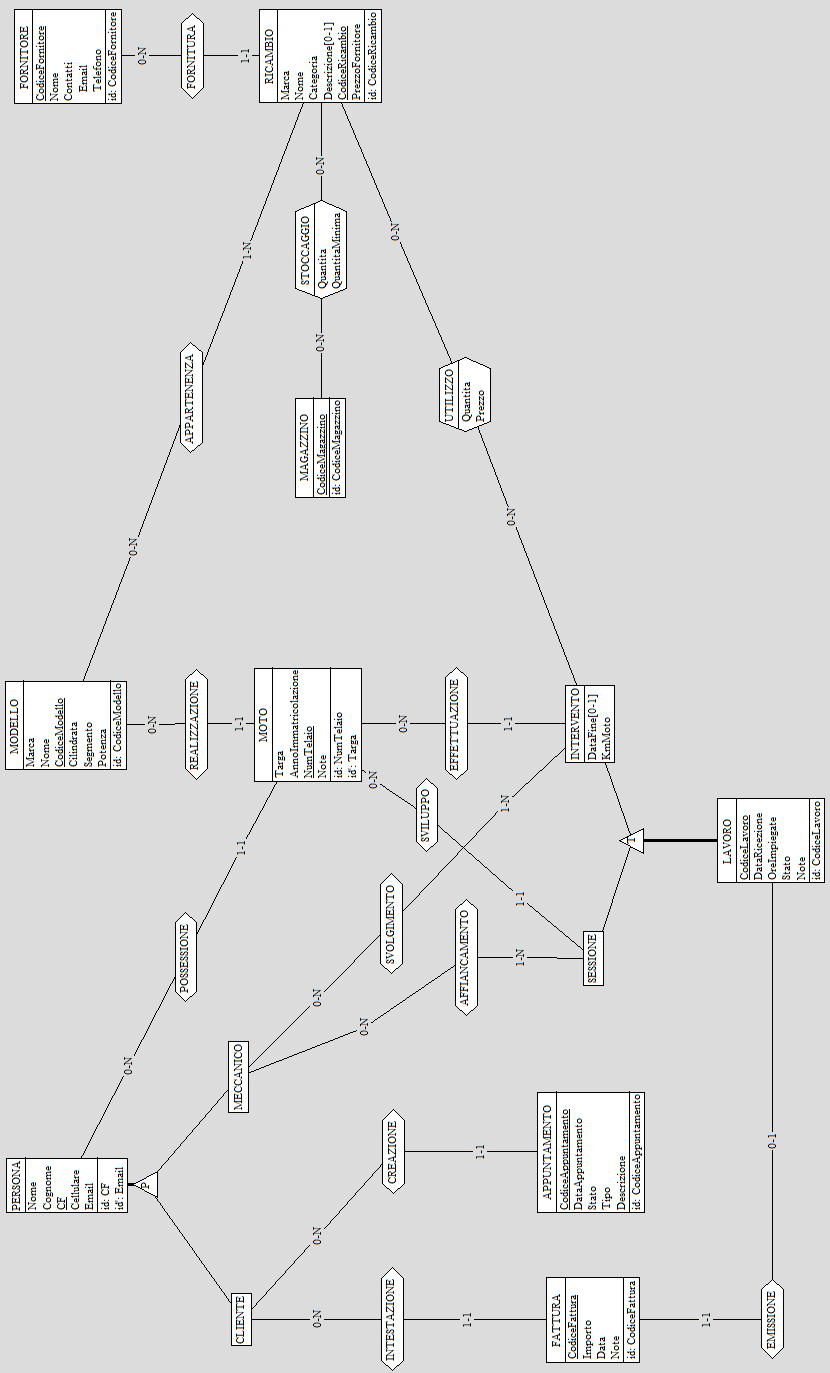 FORNITORE
CodiceFornitore
Nome
Contatti
Email
Telefono
id: CodiceFornitore
0-N
FORNITURA
1-1
RICAMBIO
Marca
Nome
Categoria
Descrizione[0-1]
CodiceRicambio
PrezzoFornitore
id: CodiceRicambio
1-N
APPARTENENZA
0-N
0-N
STOCCAGGIO
Quantita
QuantitaMinima
0-N
MAGAZZINO
CodiceMagazzino
id: CodiceMagazzino
0-N
UTILIZZO
Quantita
Prezzo
0-N
MODELLO
Marca
Nome
CodiceModello
Cilindrata
Segmento
Potenza
id: CodiceModello
0-N
REALIZZAZIONE
1-1
MOTO
Targa
AnnoImmatricolazione
NumTelaio
Note
id: NumTelaio
id': Targa
0-N
EFFETTUAZIONE
1-1
INTERVENTO
DataFine[0-1]
KmMoto
0-N
SVILUPPO
1-1
1-N
SVOLGIMENTO
0-N
1-1
POSSESSIONE
0-N
AFFIANCAMENTO
1-N
0-N
SESSIONE
T
LAVORO
CodiceLavoro
DataRicezione
OreImpiegate
Stato
Note
id: CodiceLavoro
PERSONA
Nome
Cognome
CF
Cellulare
Email
id: CF
id': Email
P
MECCANICO
CLIENTE
0-N
CREAZIONE
1-1
APPUNTAMENTO
CodiceAppuntamento
DataAppuntamento
Stato
Tipo
Descrizione
id: CodiceAppuntamento
0-N
INTESTAZIONE
1-1
FATTURA
CodiceFattura
Importo
Data
Note
id: CodiceFattura
1-1
EMISSIONE
0-1